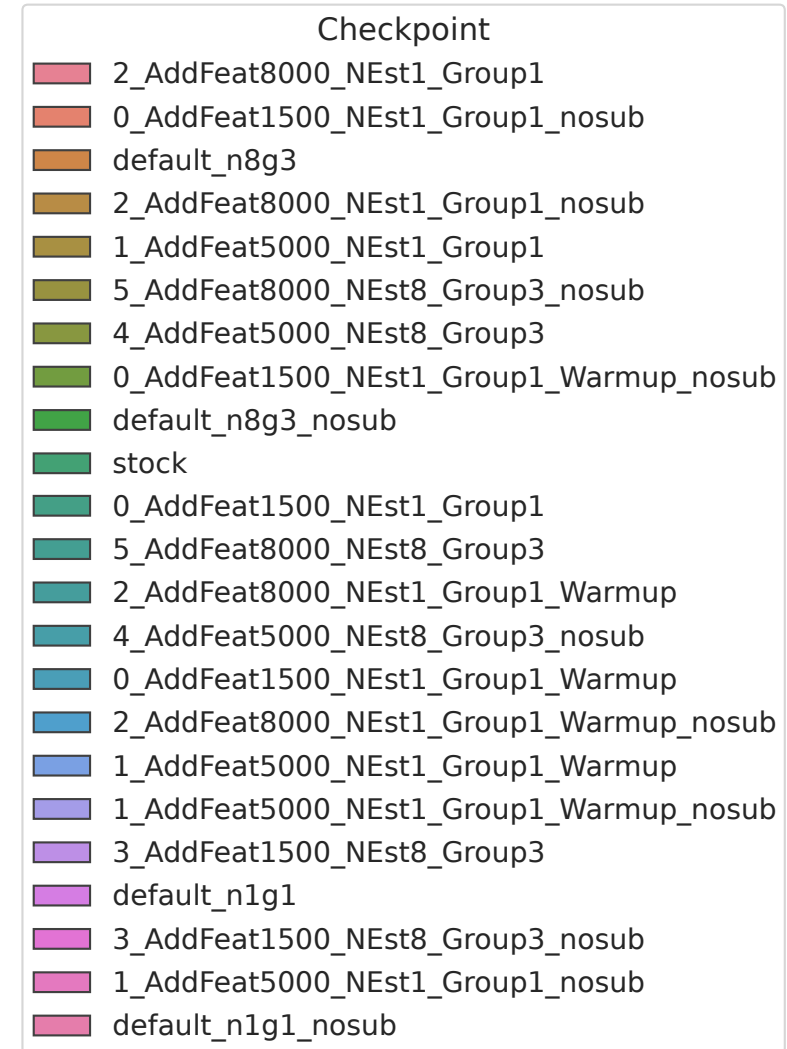 Checkpoint
2_AddFeat8000_NEst1_Group1
0_AddFeat1500_NEst1_Group1_nosub
default_n8g3
2_AddFeat8000_NEst1_Group1_nosub
1_AddFeat5000_NEst1_Group1
5_AddFeat8000_NEst8_Group3_nosub
4_AddFeat5000_NEst8_Group3
0_AddFeat1500_NEst1_Group1_Warmup_nosub
default_n8g3_nosub
stock
0_AddFeat1500_NEst1_Group1
5_AddFeat8000_NEst8_Group3
2_AddFeat8000_NEst1_Group1_Warmup
4_AddFeat5000_NEst8_Group3_nosub
0_AddFeat1500_NEst1_Group1_Warmup
2_AddFeat8000_NEst1_Group1_Warmup_nosub
1_AddFeat5000_NEst1_Group1_Warmup
1_AddFeat5000_NEst1_Group1_Warmup_nosub
3_AddFeat1500_NEst8_Group3
default_n1g1
3_AddFeat1500_NEst8_Group3_nosub
1_AddFeat5000_NEst1_Group1_nosub
default_n1g1_nosub